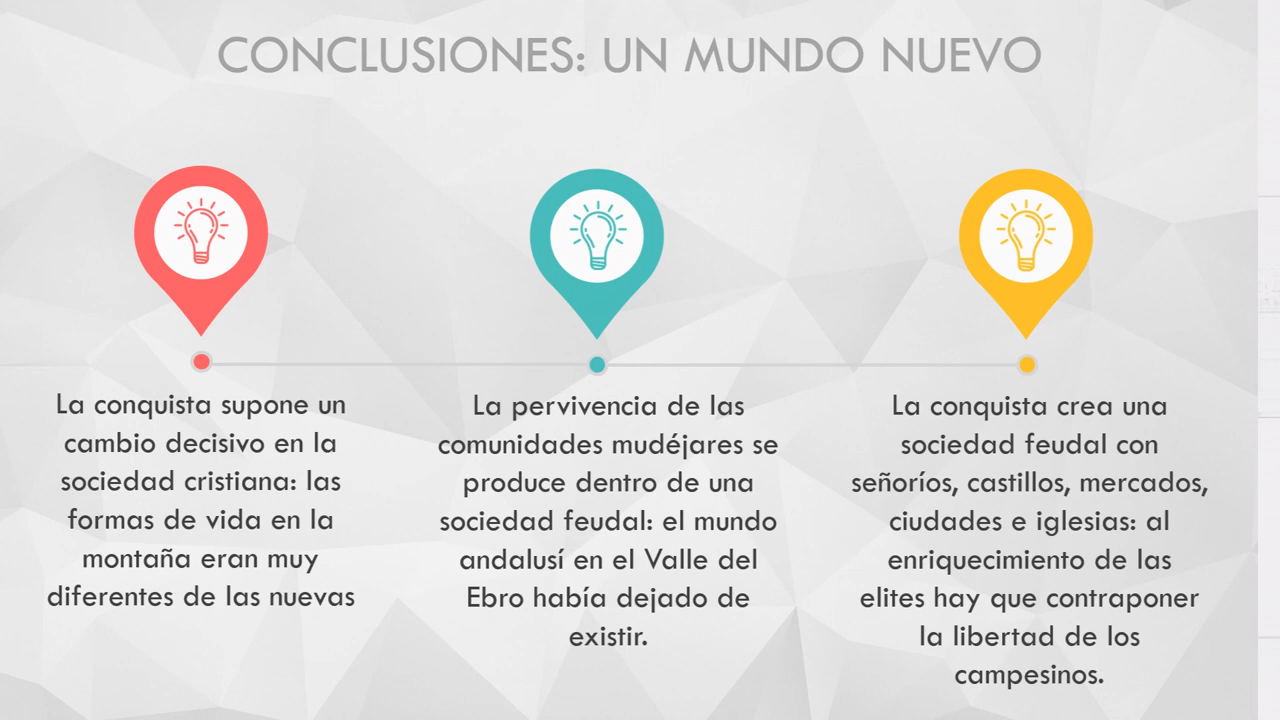 CONCLUSIONES: UN MUNDO NUEVO
La conquista supone un
cambio decisivo en la
sociedad cristiana: las
formas de vida en la
montaña eran muy
diferentes de las nuevas
La pervivencia de las
comunidades mudéjares se
produce dentro de una
sociedad feudal: el mundo
andalusí en el Valle del
Ebro había dejado de
existir.
La conquista crea una
sociedad feudal con
señoríos, castillos, mercados,
ciudades e iglesias: al
enriquecimiento de las
elites hay que contraponer
la libertad de los
campesinos.